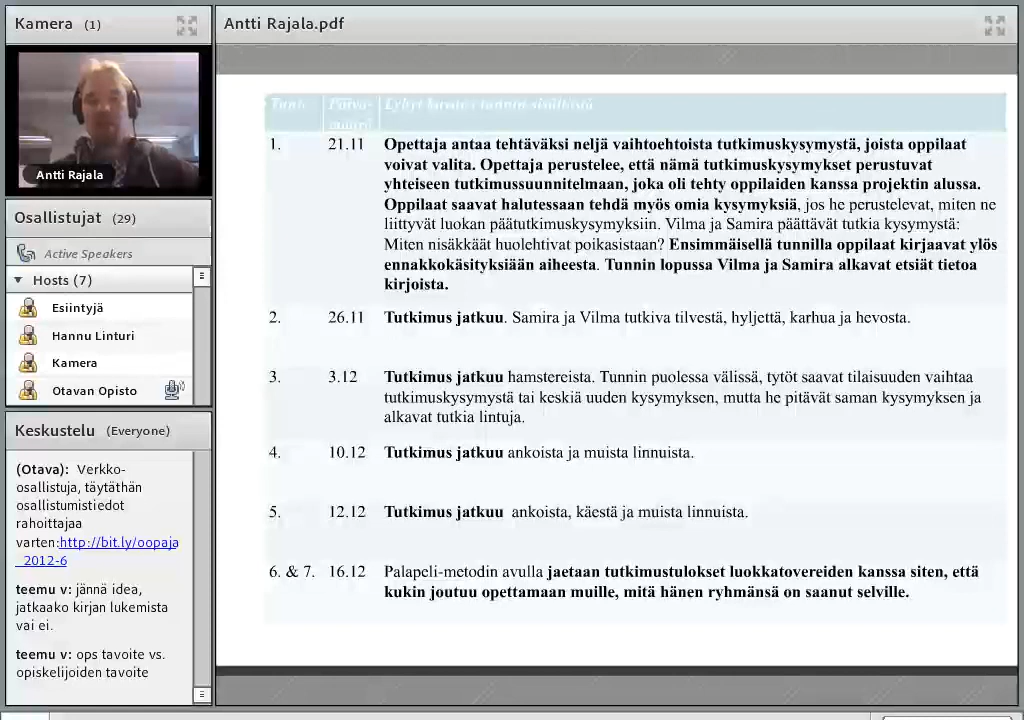 Kamera (1)
Antti Rajala
Osallistujat (29)
Active Speakers
Hosts (7)
Esiintyjä
Hannu Linturi
Kamera
Otavan Opisto
Keskustelu (Everyone)
(Otava): Verkko-
osallistuja, täytäthän
osallistumistiedot
rahoittajaa
varten:http://bit.ly/oopaja
_2012-6
teemu v: jännä idea,
jatkaako kirjan lukemista
vai ei.
teemu v: ops tavoite vs.
opiskelijoiden tavoite
Antti Rajala.pdf
Tunti Päivä- Lyhyt kuvaus tunnin sisällöstä
määrä
1. 21.11 Opettaja antaa tehtäväksi neljä vaihtoehtoista tutkimuskysymystä, joista oppilaat
voivat valita. Opettaja perustelee, että nämä tutkimuskysymykset perustuvat
yhteiseen tutkimussuunnitelmaan, joka oli tehty oppilaiden kanssa projektin alussa.
Oppilaat saavat halutessaan tehdä myös omia kysymyksiä, jos he perustelevat, miten ne
liittyvät luokan päätutkimuskysymyksiin. Vilma ja Samira päättävät tutkia kysymystä:
Miten nisäkkäät huolehtivat poikasistaan? Ensimmäisellä tunnilla oppilaat kirjaavat ylös
ennakkokäsityksiään aiheesta. Tunnin lopussa Vilma ja Samira alkavat etsiät tietoa
kirjoista.
2. 26.11 Tutkimus jatkuu. Samira ja Vilma tutkiva tilvestä, hyljettä, karhua ja hevosta.
3. 3.12 Tutkimus jatkuu hamstereista. Tunnin puolessa välissä, tytöt saavat tilaisuuden vaihtaa
tutkimuskysymystä tai keskiä uuden kysymyksen, mutta he pitävät saman kysymyksen ja
alkavat tutkia lintuja.
4. 10.12 Tutkimus jatkuu ankoista ja muista linnuista.
5. 12.12 Tutkimus jatkuu ankoista, käestä ja muista linnuista.
6. & 7. 16.12 Palapeli-metodin avulla jaetaan tutkimustulokset luokkatovereiden kanssa siten, että
kukin joutuu opettamaan muille, mitä hänen ryhmänsä on saanut selville.